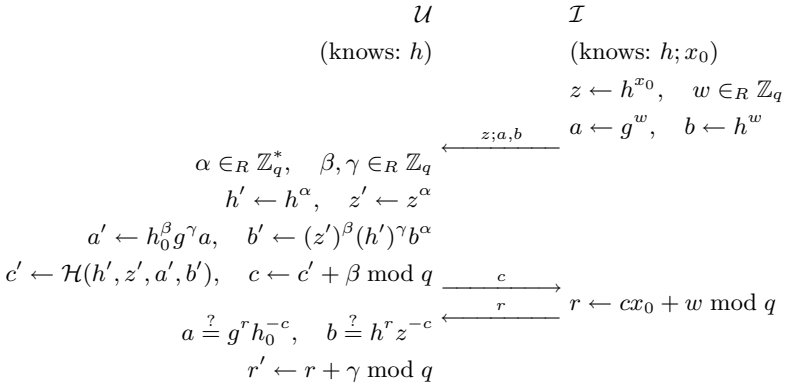 𝒰 ℐ
(knows: h) (knows: h; x₀)
z ← h^{x₀}, w ∈_R ℤ_q
a ← g^w, b ← h^w
z;a,b
α ∈_R ℤ_q^*, β, γ ∈_R ℤ_q
h′ ← h^α, z′ ← z^α
a′ ← h₀^β g^γ a, b′ ← (z′)^β (h′)^γ b^α
c′ ← ℋ(h′, z′, a′, b′), c ← c′ + β mod q
c
r r ← cx₀ + w mod q
a ≟ g^r h₀^{−c}, b ≟ h^r z^{−c}
r′ ← r + γ mod q